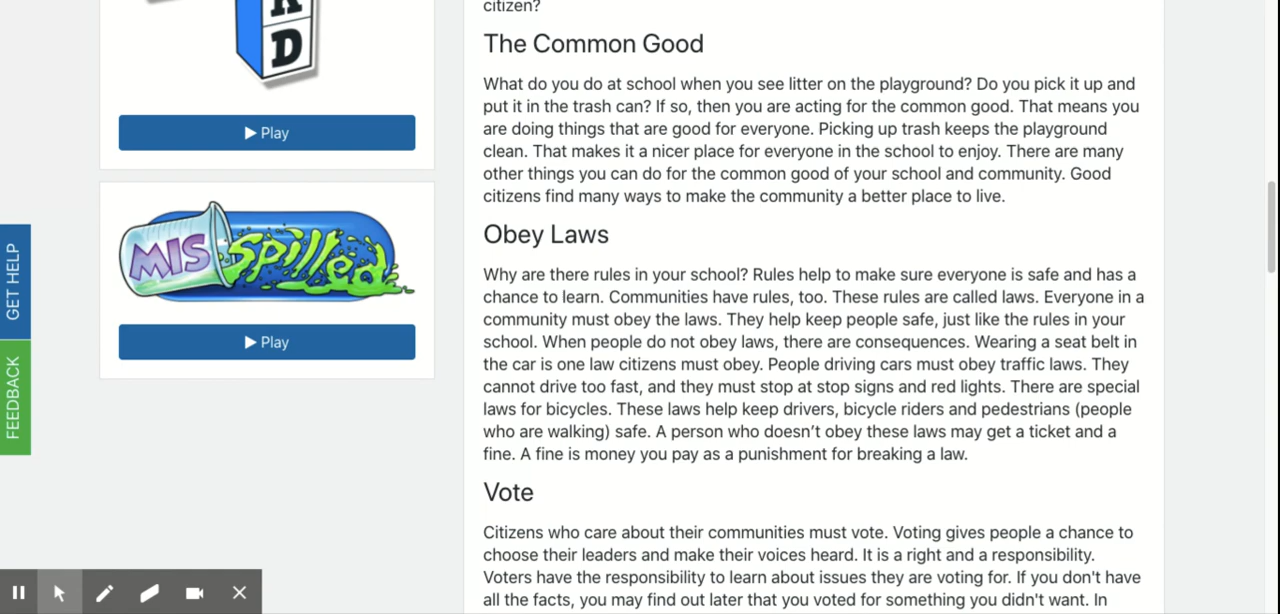 D
▶ Play
MIS Spilled
▶ Play
GET HELP
FEEDBACK
citizen?
The Common Good
What do you do at school when you see litter on the playground? Do you pick it up and
put it in the trash can? If so, then you are acting for the common good. That means you
are doing things that are good for everyone. Picking up trash keeps the playground
clean. That makes it a nicer place for everyone in the school to enjoy. There are many
other things you can do for the common good of your school and community. Good
citizens find many ways to make the community a better place to live.
Obey Laws
Why are there rules in your school? Rules help to make sure everyone is safe and has a
chance to learn. Communities have rules, too. These rules are called laws. Everyone in a
community must obey the laws. They help keep people safe, just like the rules in your
school. When people do not obey laws, there are consequences. Wearing a seat belt in
the car is one law citizens must obey. People driving cars must obey traffic laws. They
cannot drive too fast, and they must stop at stop signs and red lights. There are special
laws for bicycles. These laws help keep drivers, bicycle riders and pedestrians (people
who are walking) safe. A person who doesn’t obey these laws may get a ticket and a
fine. A fine is money you pay as a punishment for breaking a law.
Vote
Citizens who care about their communities must vote. Voting gives people a chance to
choose their leaders and make their voices heard. It is a right and a responsibility.
Voters have the responsibility to learn about issues they are voting for. If you don't have
all the facts, you may find out later that you voted for something you didn't want. In